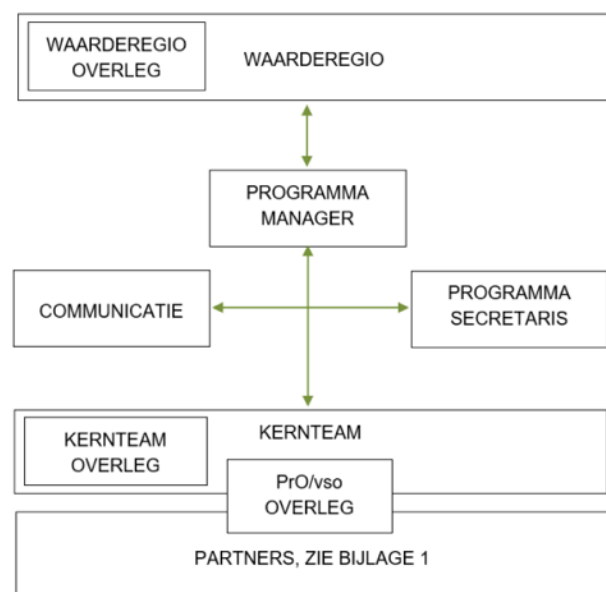 WAARDEREGIO
OVERLEG
WAARDEREGIO
PROGRAMMA
MANAGER
COMMUNICATIE
PROGRAMMA
SECRETARIS
KERNTEAM
OVERLEG
KERNTEAM
PrO/vso
OVERLEG
PARTNERS, ZIE BIJLAGE 1